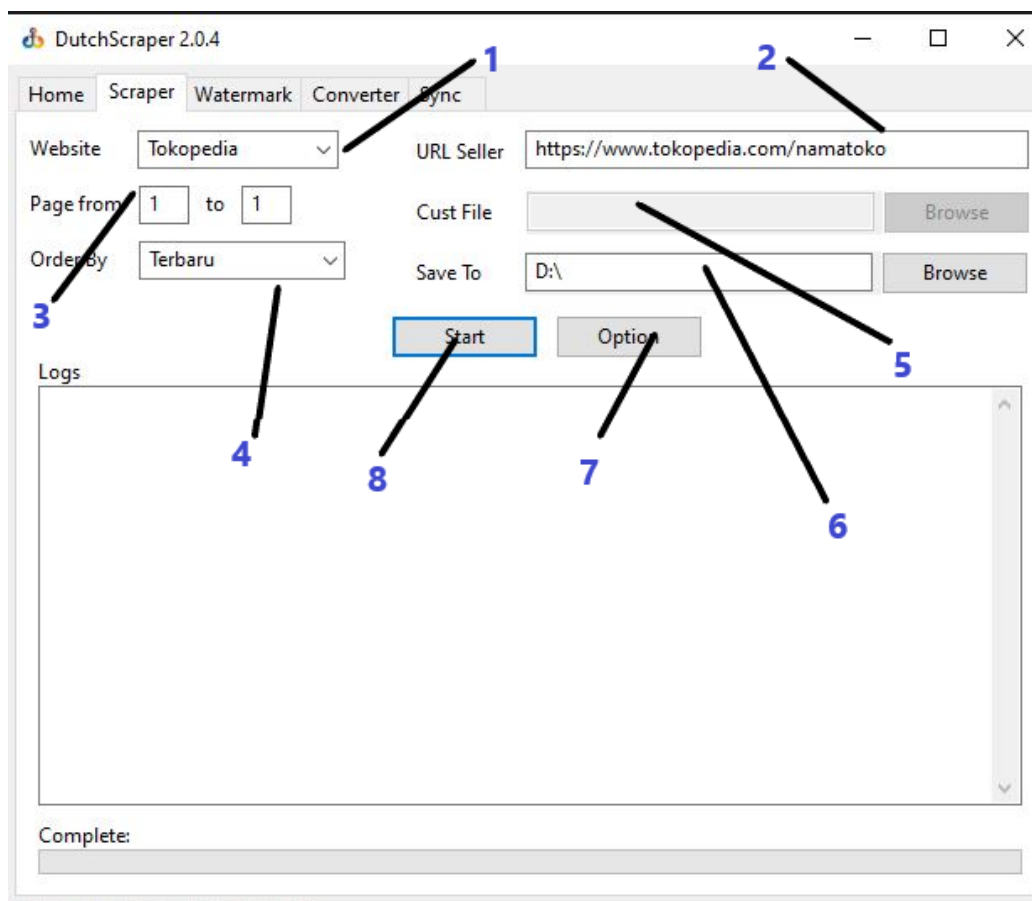 DutchScraper 2.0.4
1
2
Home Scraper Watermark Converter Sync
Website Tokopedia URL Seller https://www.tokopedia.com/namatoko
Page from 1 to 1 Cust File Browse
Order By Terbaru Save To D:\ Browse
3
Start Option
5
Logs
4
8
7
6
Complete: